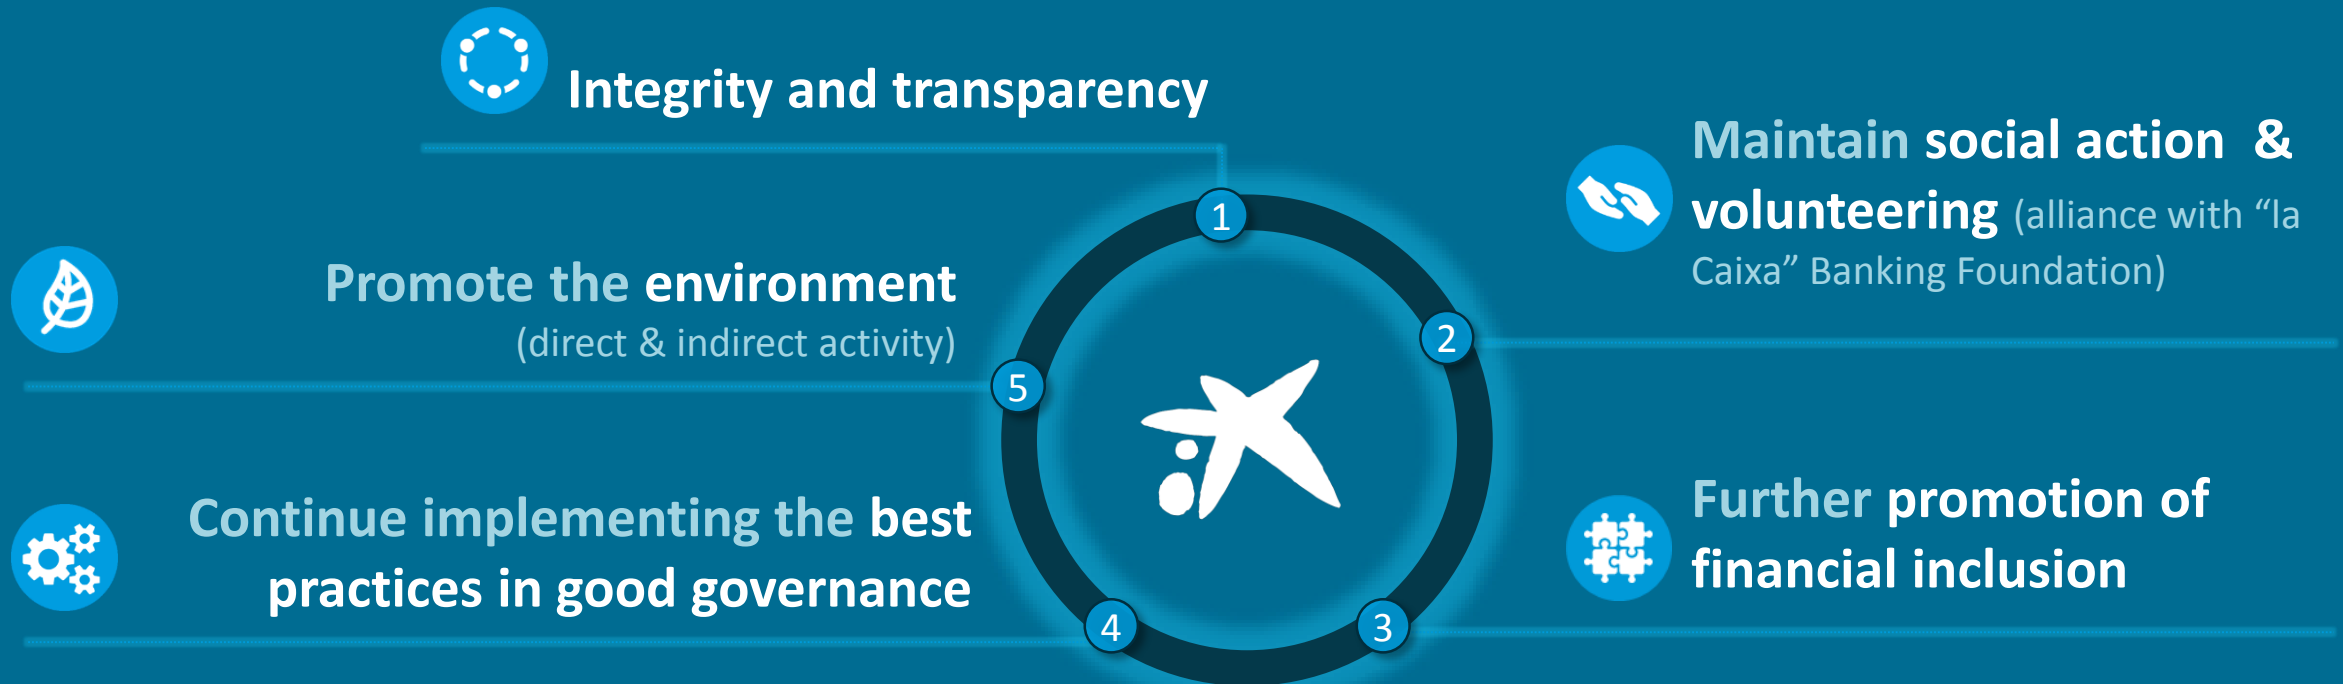 Integrity and transparency
1
Maintain social action &
volunteering (alliance with “la
Caixa” Banking Foundation)
2
Further promotion of
financial inclusion
3
Continue implementing the best
practices in good governance
4
Promote the environment
(direct & indirect activity)
5